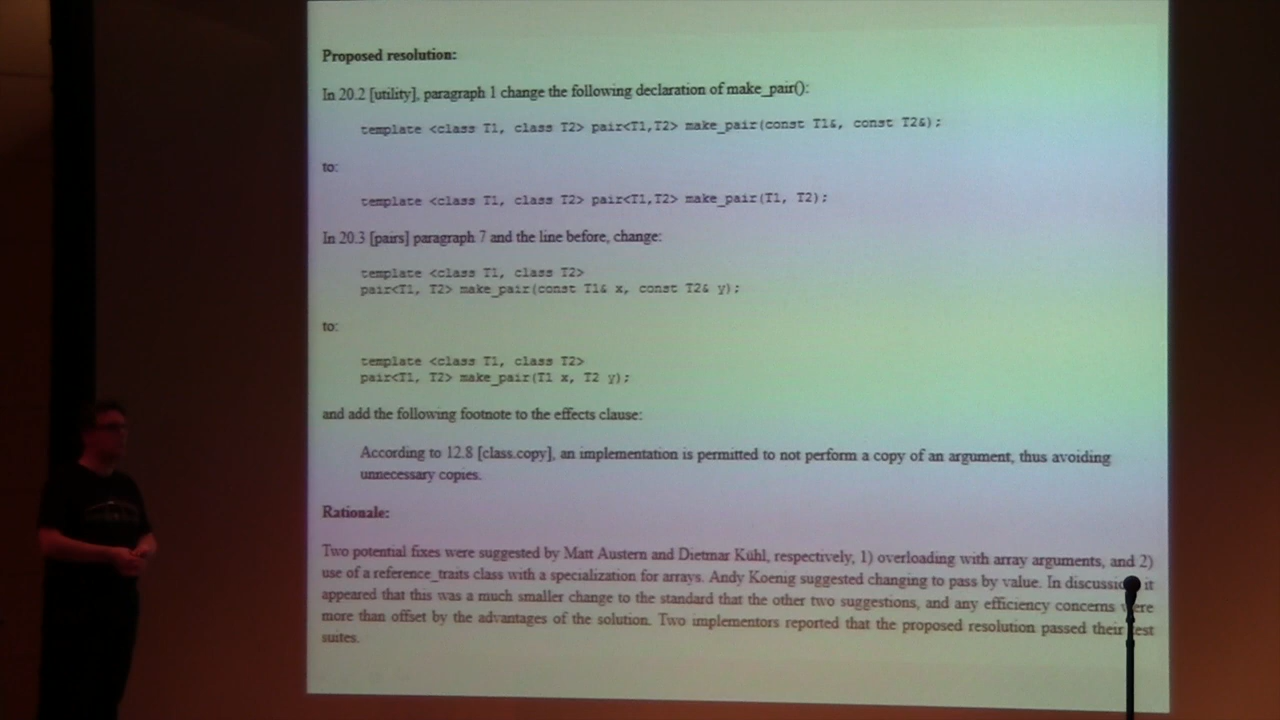 Proposed resolution:
In 20.2 [utility], paragraph 1 change the following declaration of make_pair():
template <class T1, class T2> pair<T1,T2> make_pair(const T1&, const T2&);
to:
template <class T1, class T2> pair<T1,T2> make_pair(T1, T2);
In 20.3 [pairs] paragraph 7 and the line before, change:
template <class T1, class T2>
pair<T1, T2> make_pair(const T1& x, const T2& y);
to:
template <class T1, class T2>
pair<T1, T2> make_pair(T1 x, T2 y);
and add the following footnote to the effects clause:
According to 12.8 [class.copy], an implementation is permitted to not perform a copy of an argument, thus avoiding
unnecessary copies.
Rationale:
Two potential fixes were suggested by Matt Austern and Dietmar Kühl, respectively, 1) overloading with array arguments, and 2)
use of a reference_traits class with a specialization for arrays. Andy Koenig suggested changing to pass by value. In discussion it
appeared that this was a much smaller change to the standard that the other two suggestions, and any efficiency concerns were
more than offset by the advantages of the solution. Two implementors reported that the proposed resolution passed their test
suites.